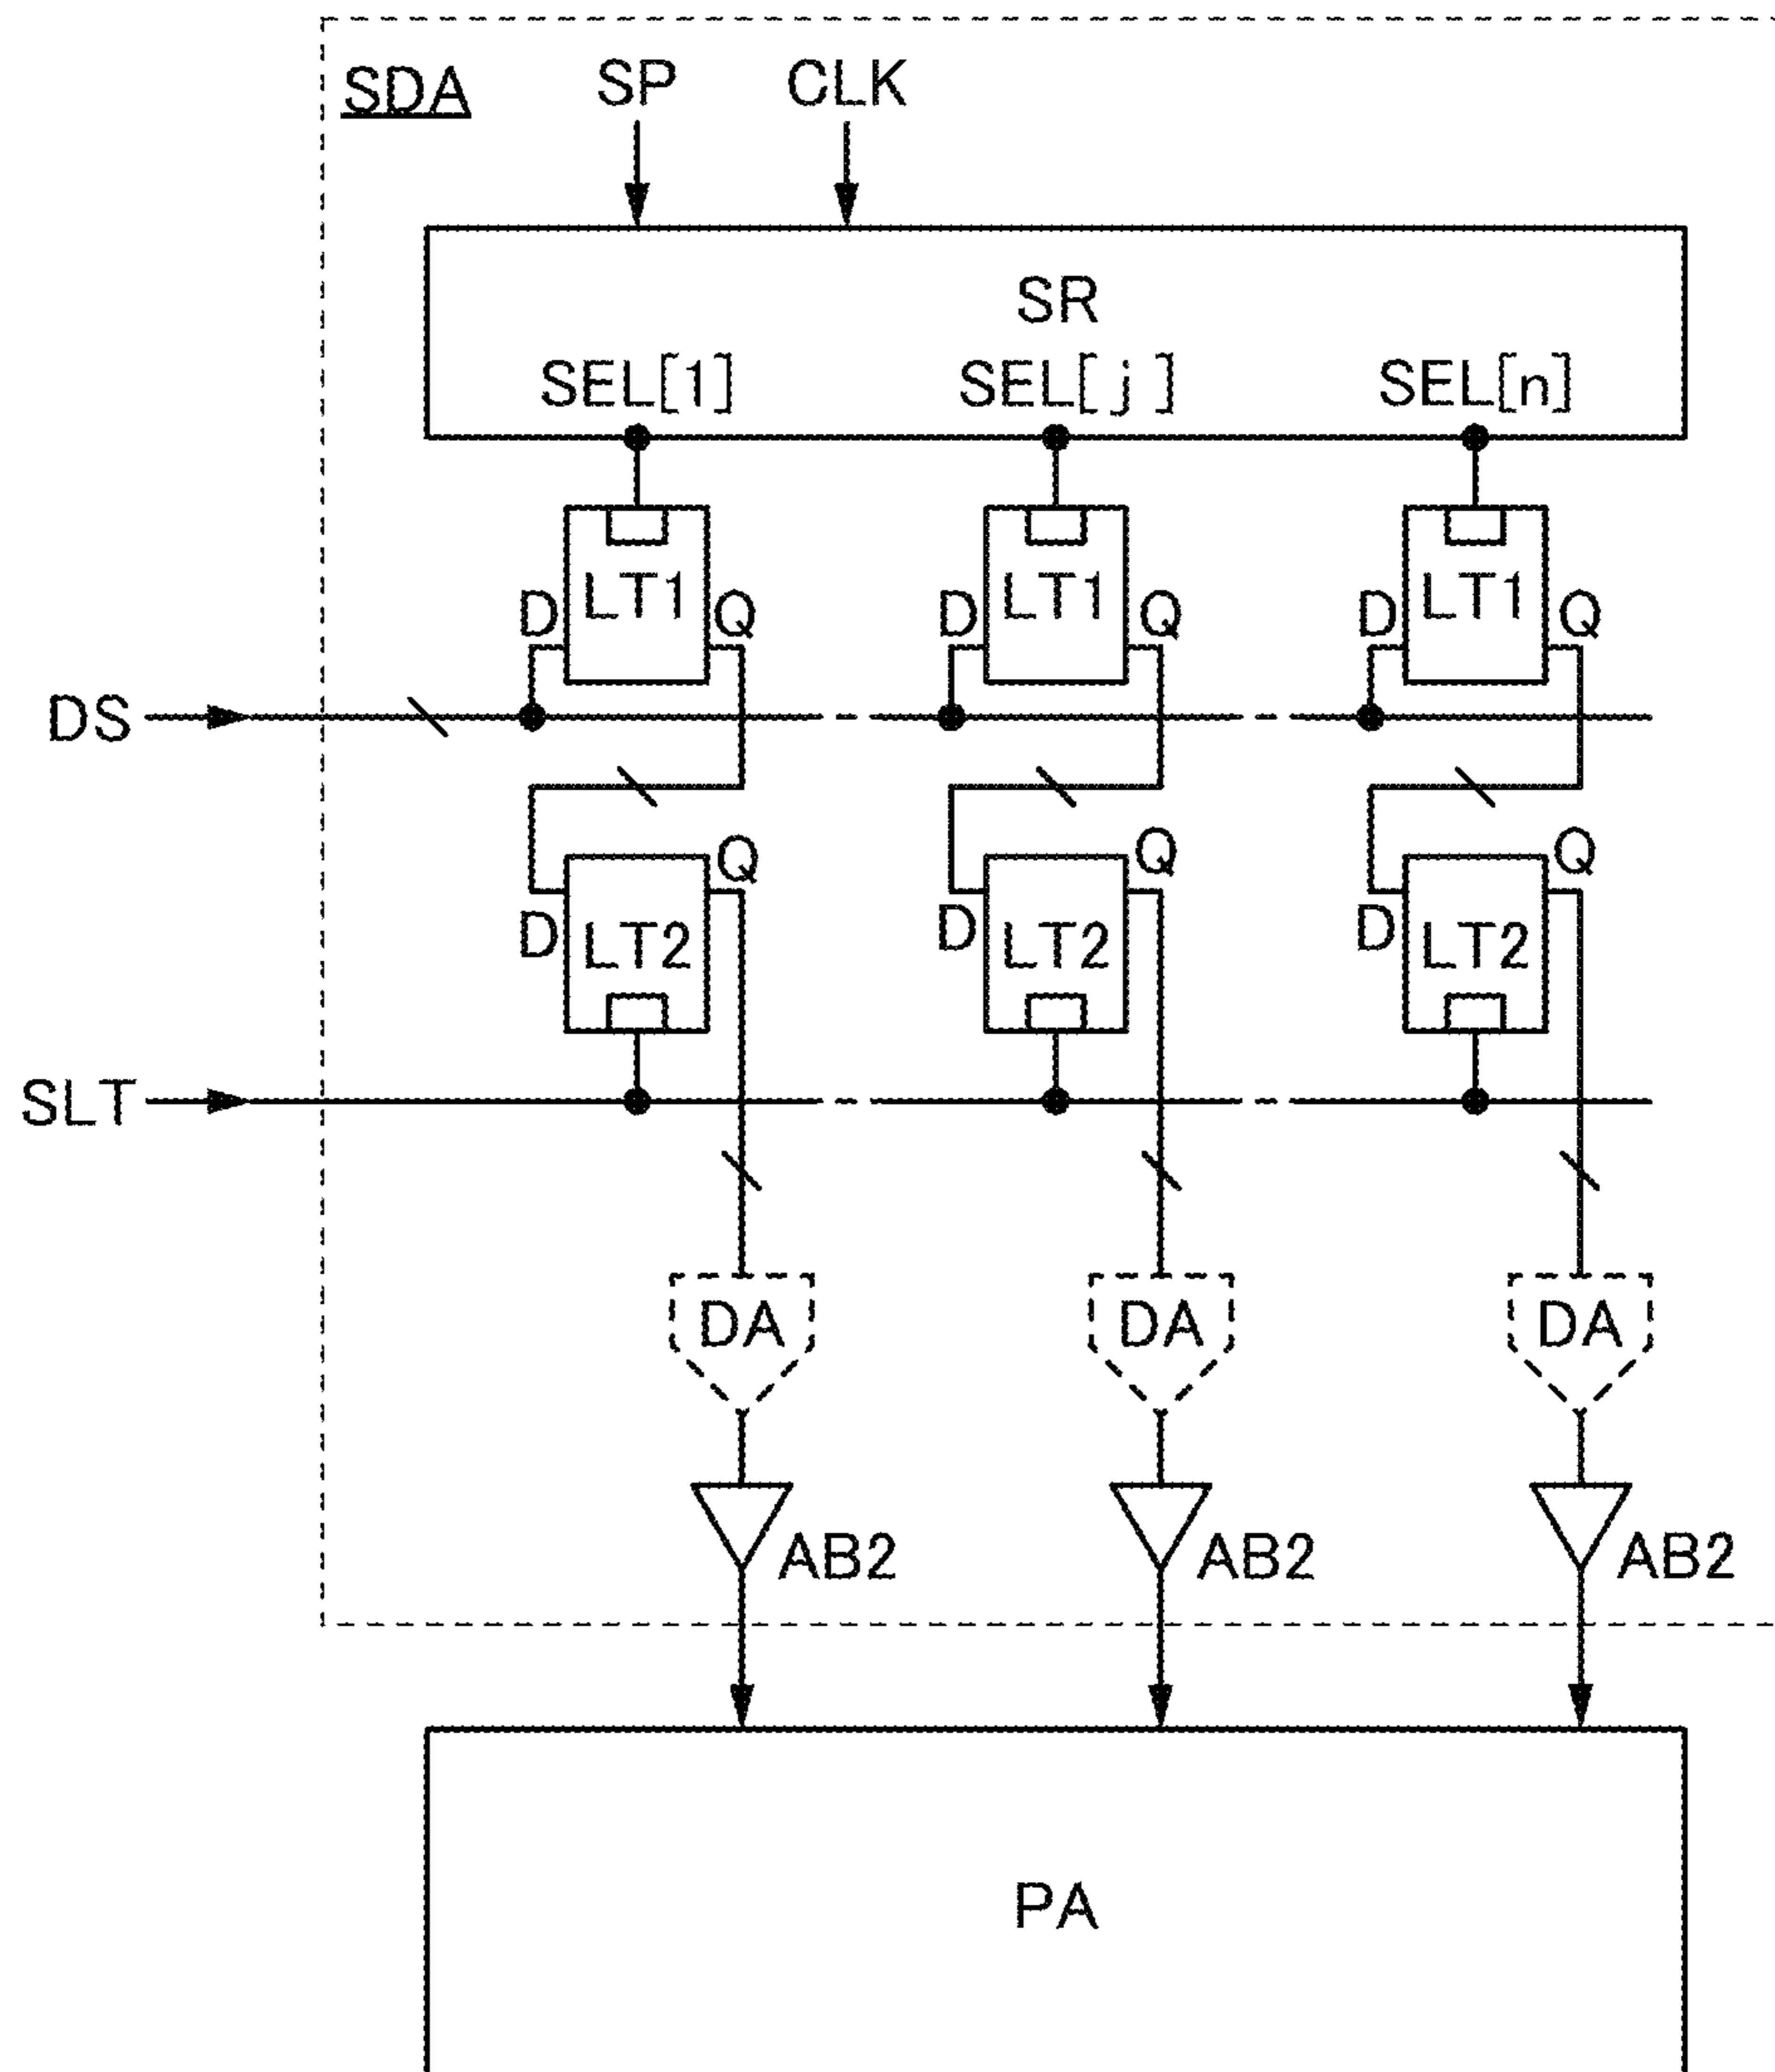 SDA SP CLK
SR
SEL[1] SEL[j] SEL[n]
LT1 LT1 LT1
D Q D Q D Q
DS
Q Q Q
D LT2 D LT2 D LT2
SLT
DA DA DA
AB2 AB2 AB2
PA